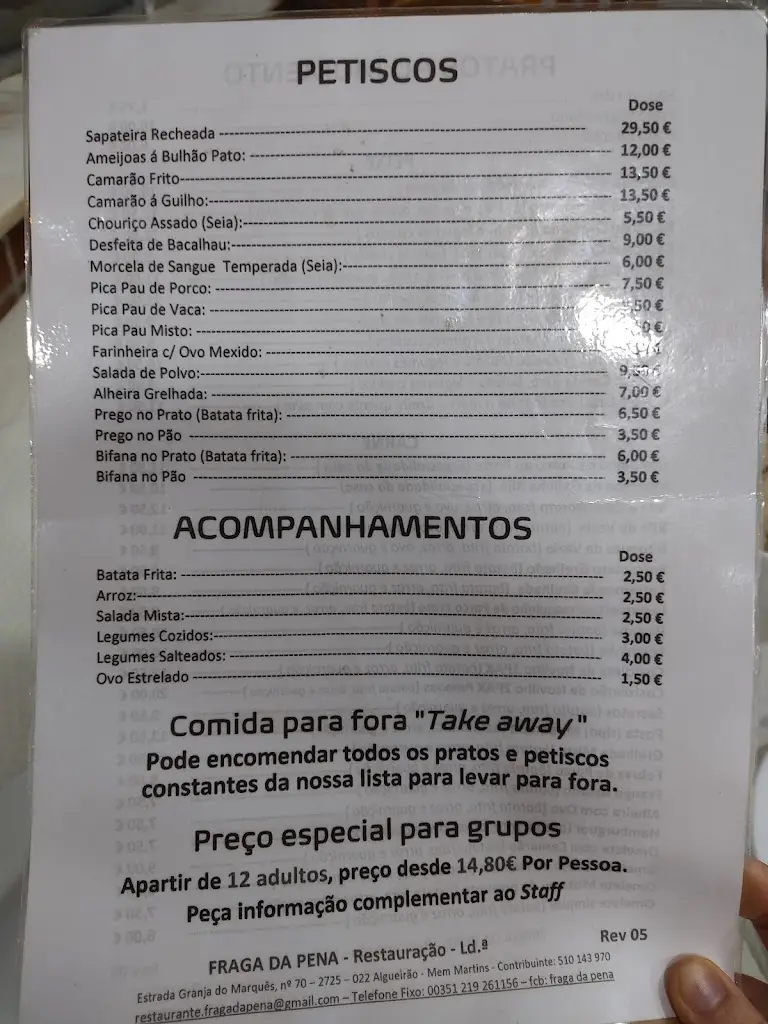 PETISCOS
Dose
Sapateira Recheada 29,50 €
Ameijoas á Bulhão Pato: 12,00 €
Camarão Frito 13,50 €
Camarão á Guilho: 13,50 €
Chouriço Assado (Seia): 5,50 €
Desfeita de Bacalhau: 9,00 €
Morcela de Sangue Temperada (Seia): 6,00 €
Pica Pau de Porco: 7,50 €
Pica Pau de Vaca:
Pica Pau Misto:
Farinheira c/ Ovo Mexido:
Salada de Polvo:
Alheira Grelhada: 7,00 €
Prego no Prato (Batata frita): 6,50 €
Prego no Pão 3,50 €
Bifana no Prato (Batata frita): 6,00 €
Bifana no Pão 3,50 €
ACOMPANHAMENTOS
Dose
Batata Frita: 2,50 €
Arroz: 2,50 €
Salada Mista: 2,50 €
Legumes Cozidos: 3,00 €
Legumes Salteados: 4,00 €
Ovo Estrelado 1,50 €
Comida para fora "Take away"
Pode encomendar todos os pratos e petiscos
constantes da nossa lista para levar para fora.
Preço especial para grupos
Apartir de 12 adultos, preço desde 14,80€ Por Pessoa.
Peça informação complementar ao Staff
Rev 05
FRAGA DA PENA - Restauração - Ld.ª
Estrada Granja do Marquês, nº 70 – 2725 – 022 Algueirão - Mem Martins - Contribuinte: 510 143 970
restaurante.fragadapena@gmail.com – Telefone Fixo: 00351 219 261156 – fcb: fraga da pena